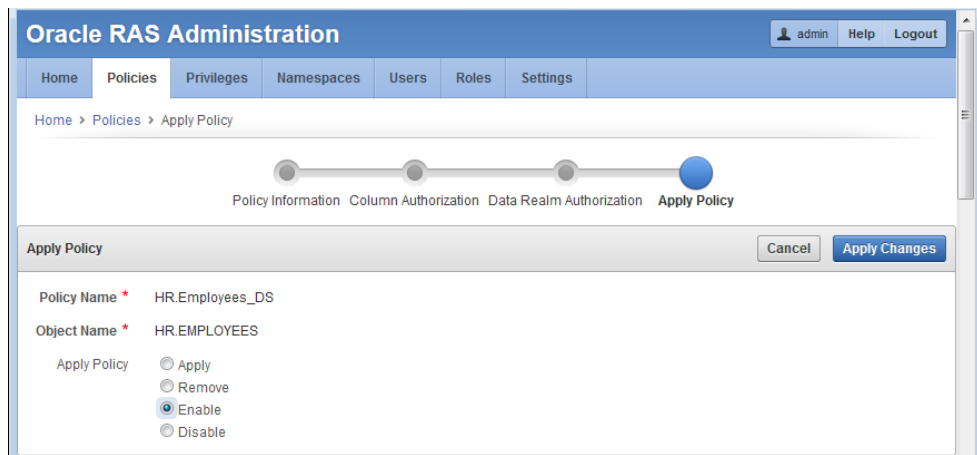 Oracle RAS Administration
admin Help Logout
Home Policies Privileges Namespaces Users Roles Settings
Home > Policies > Apply Policy
Policy Information Column Authorization Data Realm Authorization Apply Policy
Apply Policy Cancel Apply Changes
Policy Name * HR.Employees_DS
Object Name * HR.EMPLOYEES
Apply Policy Apply
Remove
Enable
Disable